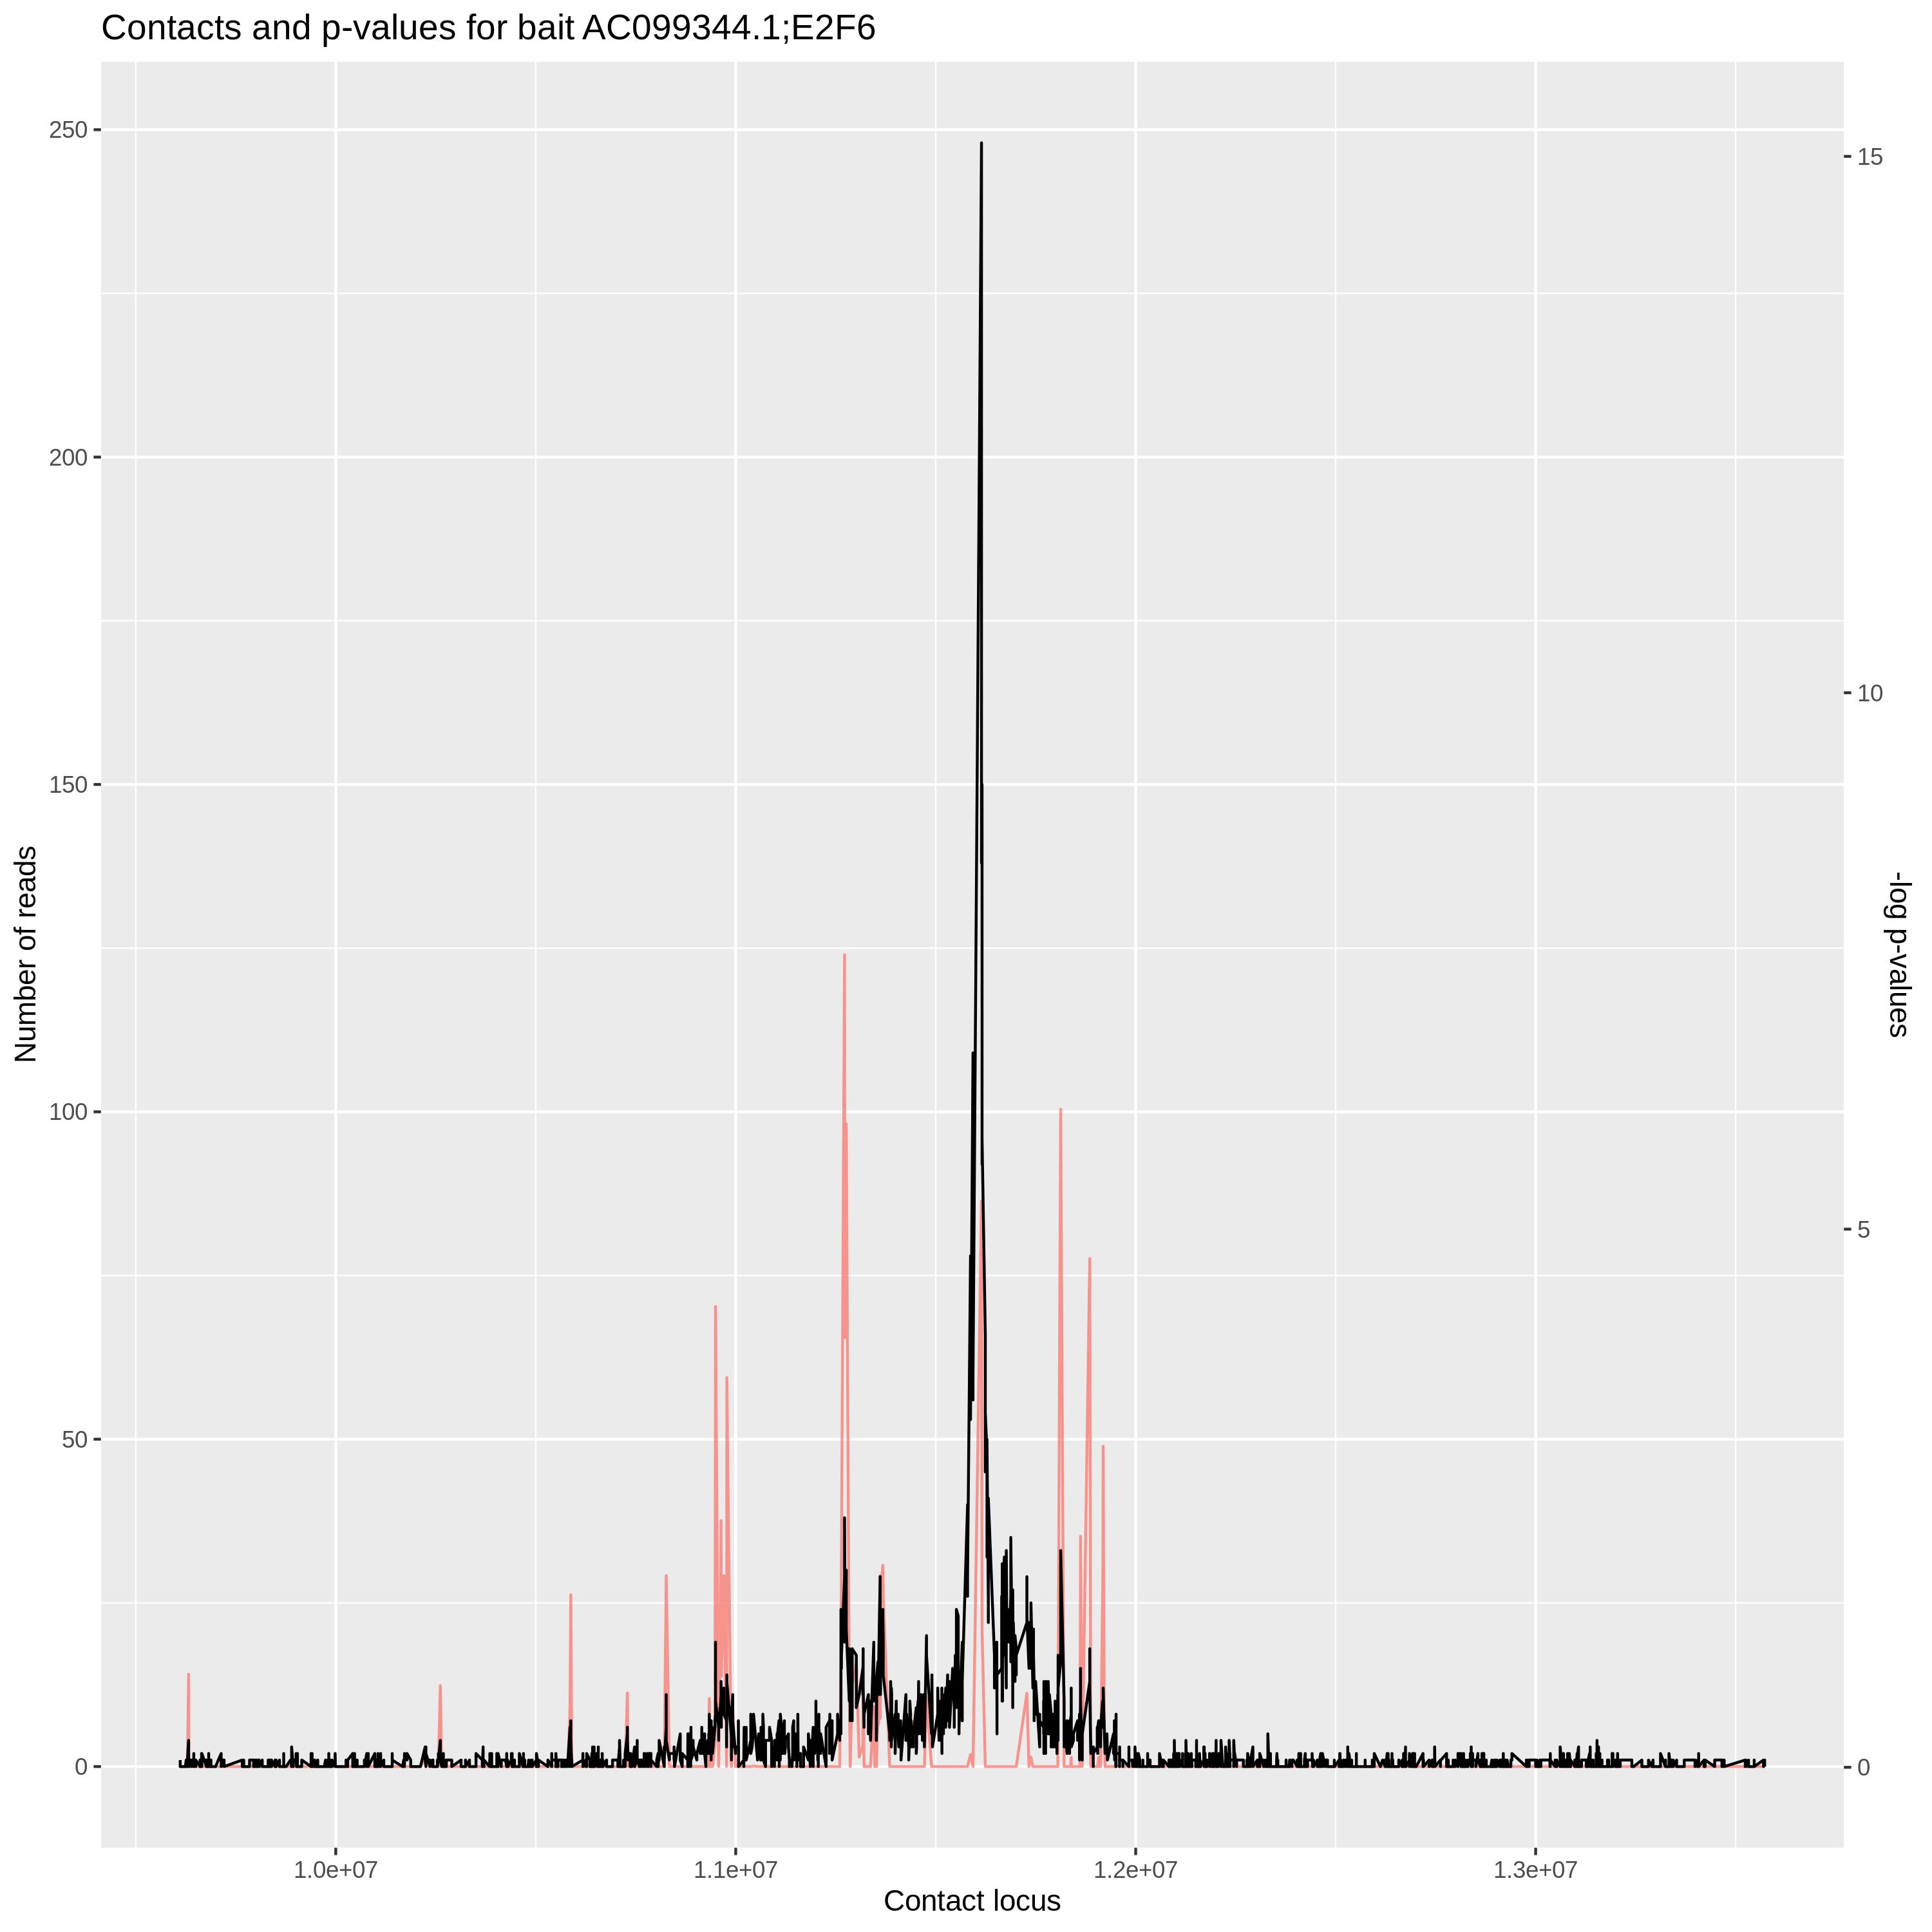 Contacts and p-values for bait AC099344.1;E2F6
250
200
150
100
50
0
Number of reads
15
10
5
0
-log p-values
1.0e+07
1.1e+07
1.2e+07
1.3e+07
Contact locus